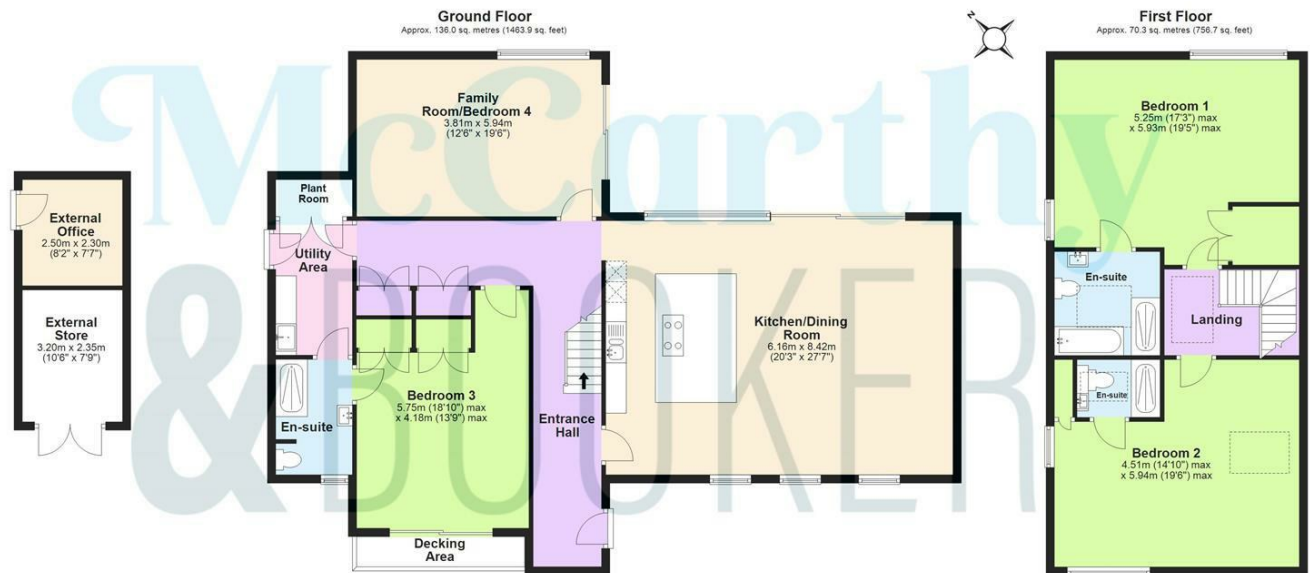 Ground Floor
Approx. 136.0 sq. metres (1463.9 sq. feet)
N
First Floor
Approx. 70.3 sq. metres (756.7 sq. feet)
McCarthy
&BOOKER
External
Office
2.50m x 2.30m
(8'2" x 7'7")
External
Store
3.20m x 2.35m
(10'6" x 7'9")
Family
Room/Bedroom 4
3.81m x 5.94m
(12'6" x 19'6")
Plant
Room
Utility
Area
En-suite
Bedroom 3
5.75m (18'10") max
x 4.18m (13'9") max
Decking
Area
Entrance
Hall
Kitchen/Dining
Room
6.16m x 8.42m
(20'3" x 27'7")
Bedroom 1
5.25m (17'3") max
x 5.93m (19'5") max
En-suite
Landing
En-suite
Bedroom 2
4.51m (14'10") max
x 5.94m (19'6") max